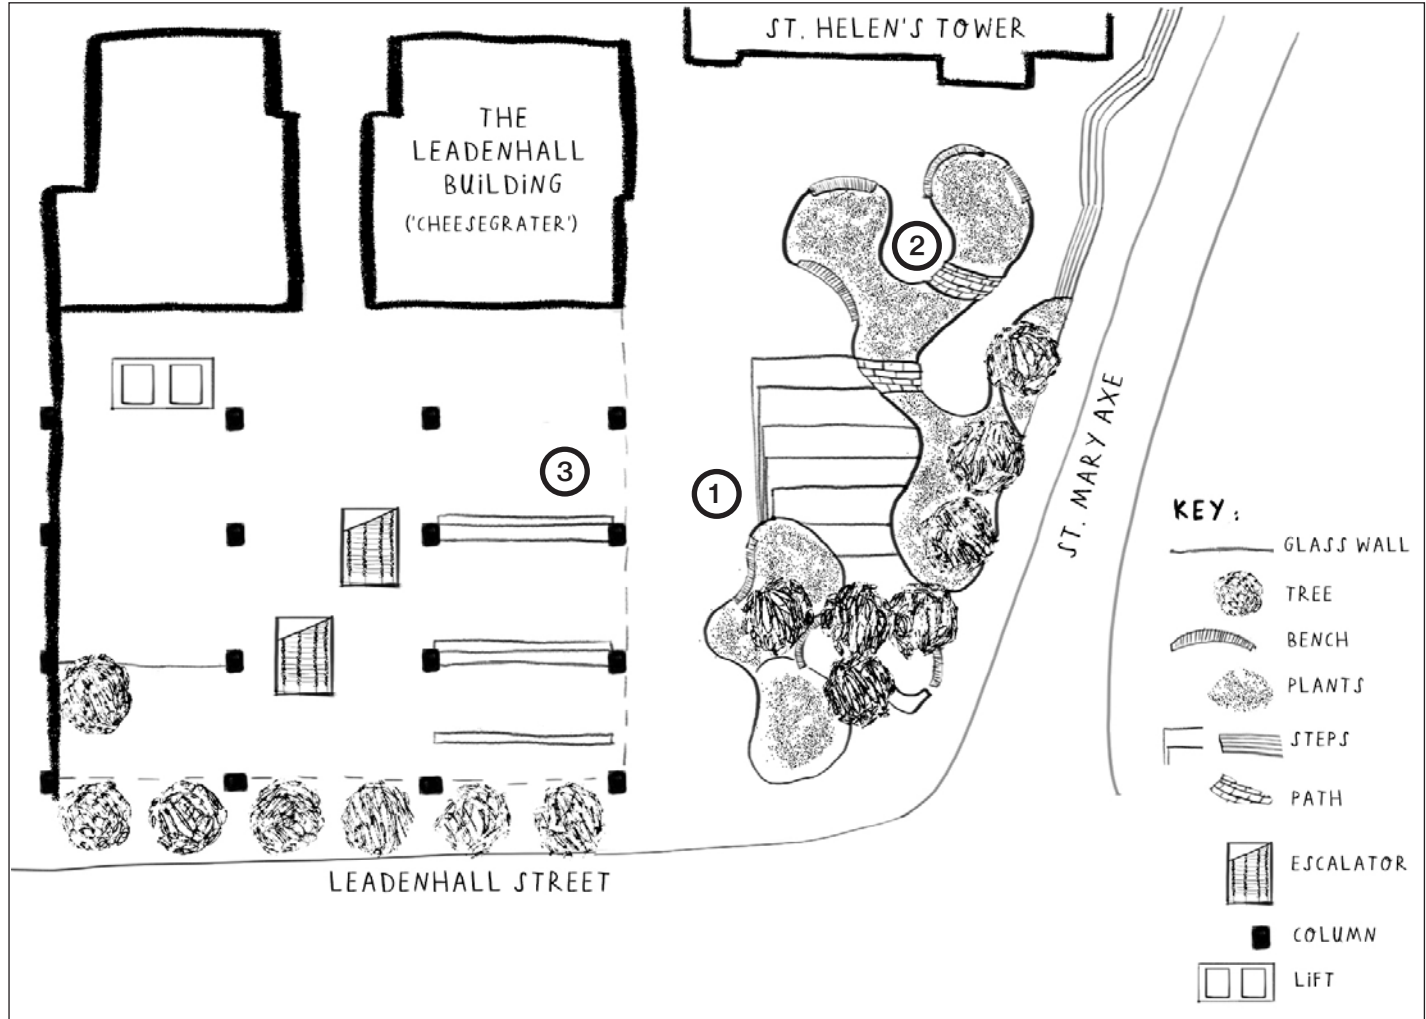 ST. HELEN'S TOWER
THE
LEADENHALL
BUILDING
('CHEESEGRATER')
2
3
1
ST. MARY AXE
LEADENHALL STREET
KEY:
GLASS WALL
TREE
BENCH
PLANTS
STEPS
PATH
ESCALATOR
COLUMN
LIFT